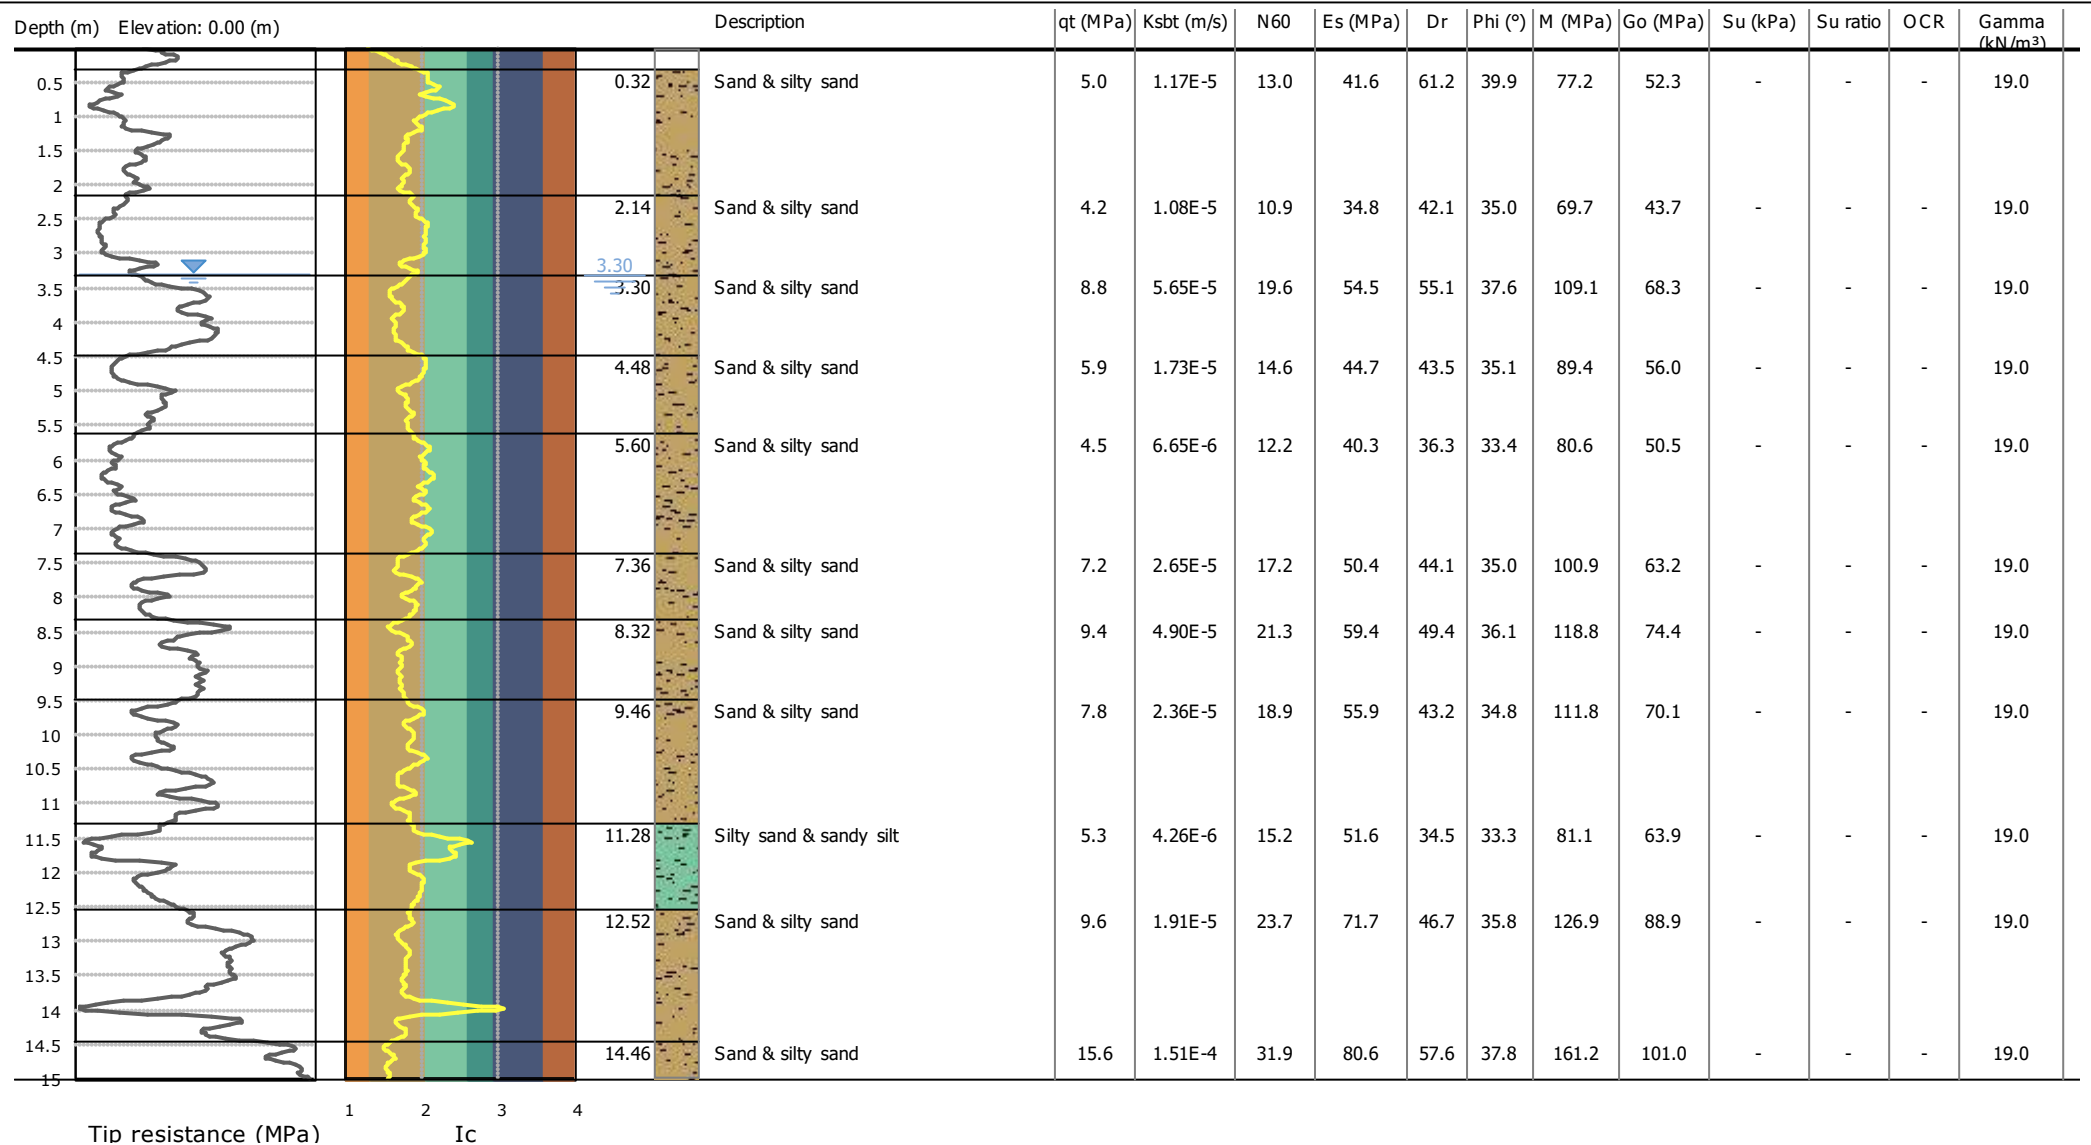 Depth (m) Elevation: 0.00 (m) Description qt (MPa) Ksbt (m/s) N60 Es (MPa) Dr Phi (°) M (MPa) Go (MPa) Su (kPa) Su ratio OCR Gamma (kN/m³)
0.5 0.32 Sand & silty sand 5.0 1.17E-5 13.0 41.6 61.2 39.9 77.2 52.3 - - - 19.0
1
1.5
2
2.14 Sand & silty sand 4.2 1.08E-5 10.9 34.8 42.1 35.0 69.7 43.7 - - - 19.0
2.5
3
3.30
3.5 3.30 Sand & silty sand 8.8 5.65E-5 19.6 54.5 55.1 37.6 109.1 68.3 - - - 19.0
4
4.5 4.48 Sand & silty sand 5.9 1.73E-5 14.6 44.7 43.5 35.1 89.4 56.0 - - - 19.0
5
5.5
5.60 Sand & silty sand 4.5 6.65E-6 12.2 40.3 36.3 33.4 80.6 50.5 - - - 19.0
6
6.5
7
7.5 7.36 Sand & silty sand 7.2 2.65E-5 17.2 50.4 44.1 35.0 100.9 63.2 - - - 19.0
8
8.5 8.32 Sand & silty sand 9.4 4.90E-5 21.3 59.4 49.4 36.1 118.8 74.4 - - - 19.0
9
9.5 9.46 Sand & silty sand 7.8 2.36E-5 18.9 55.9 43.2 34.8 111.8 70.1 - - - 19.0
10
10.5
11
11.5 11.28 Silty sand & sandy silt 5.3 4.26E-6 15.2 51.6 34.5 33.3 81.1 63.9 - - - 19.0
12
12.5 12.52 Sand & silty sand 9.6 1.91E-5 23.7 71.7 46.7 35.8 126.9 88.9 - - - 19.0
13
13.5
14
14.5 14.46 Sand & silty sand 15.6 1.51E-4 31.9 80.6 57.6 37.8 161.2 101.0 - - - 19.0
15
1 2 3 4
Tip resistance (MPa) Ic